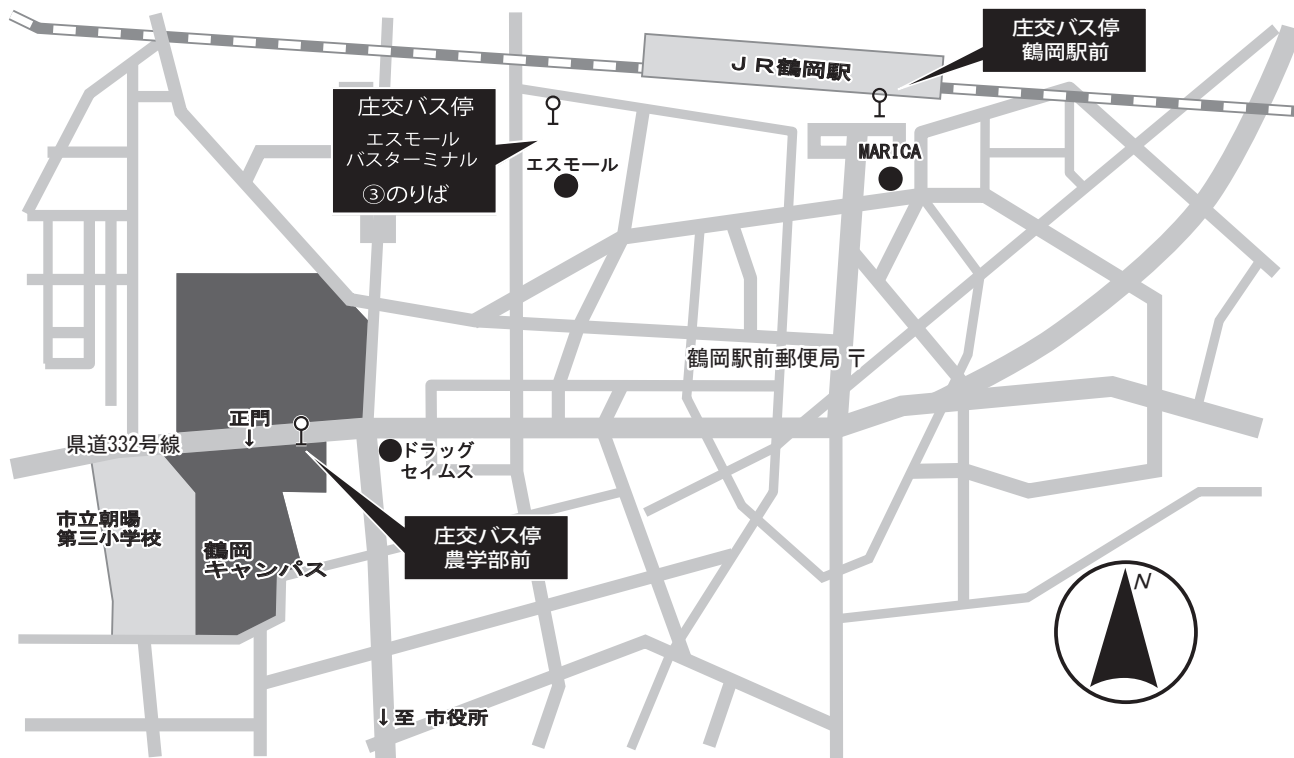 庄交バス停
鶴岡駅前
ＪＲ鶴岡駅
庄交バス停
エスモール
バスターミナル
③のりば
エスモール
MARICA
鶴岡駅前郵便局 〒
正門
↓
県道332号線
ドラッグ
セイムス
市立朝暘
第三小学校
鶴岡
キャンパス
庄交バス停
農学部前
N
↓至 市役所